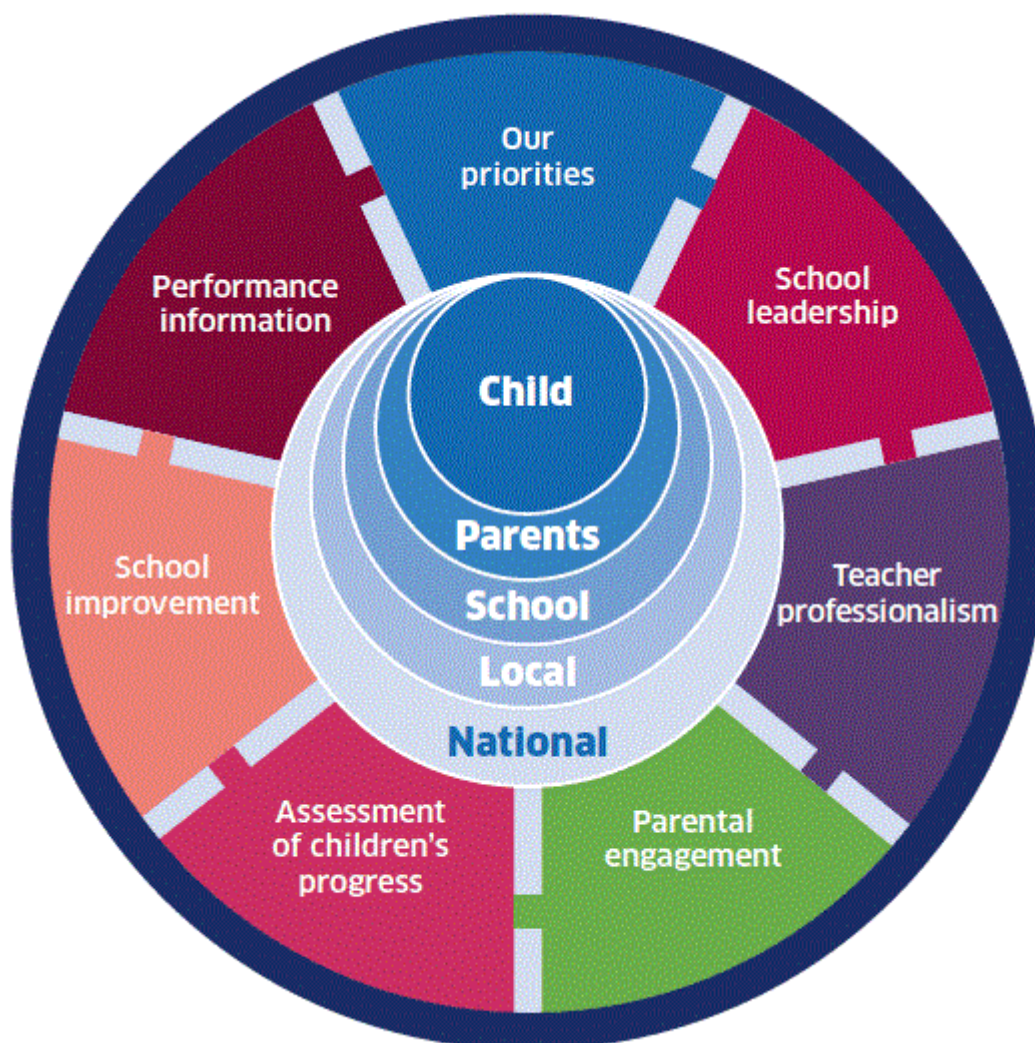 Our
priorities
School
leadership
Teacher
professionalism
Parental
engagement
Assessment
of children's
progress
School
improvement
Performance
information
Child
Parents
School
Local
National